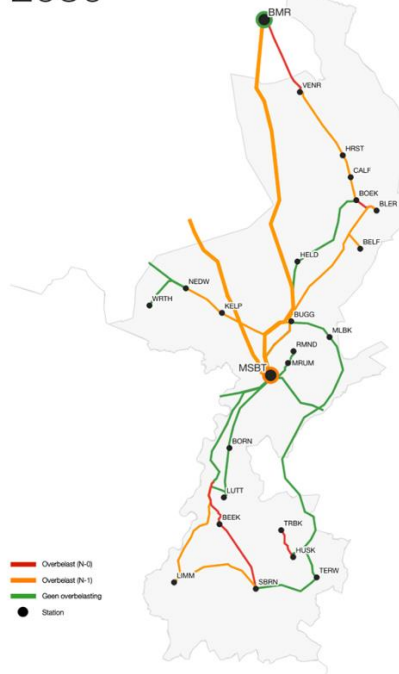 BMR
VENR
HRST
CALF
BOEK
BLER
BELF
HELD
NEDW
WRTH
KELP
BUGG
MLBK
RMND
MRUM
MSBT
BORN
LUTT
BEEK
TRBK
HUSK
LIMM
SBRN
TERW
Overbelast (N-0)
Overbelast (N-1)
Geen overbelasting
Station